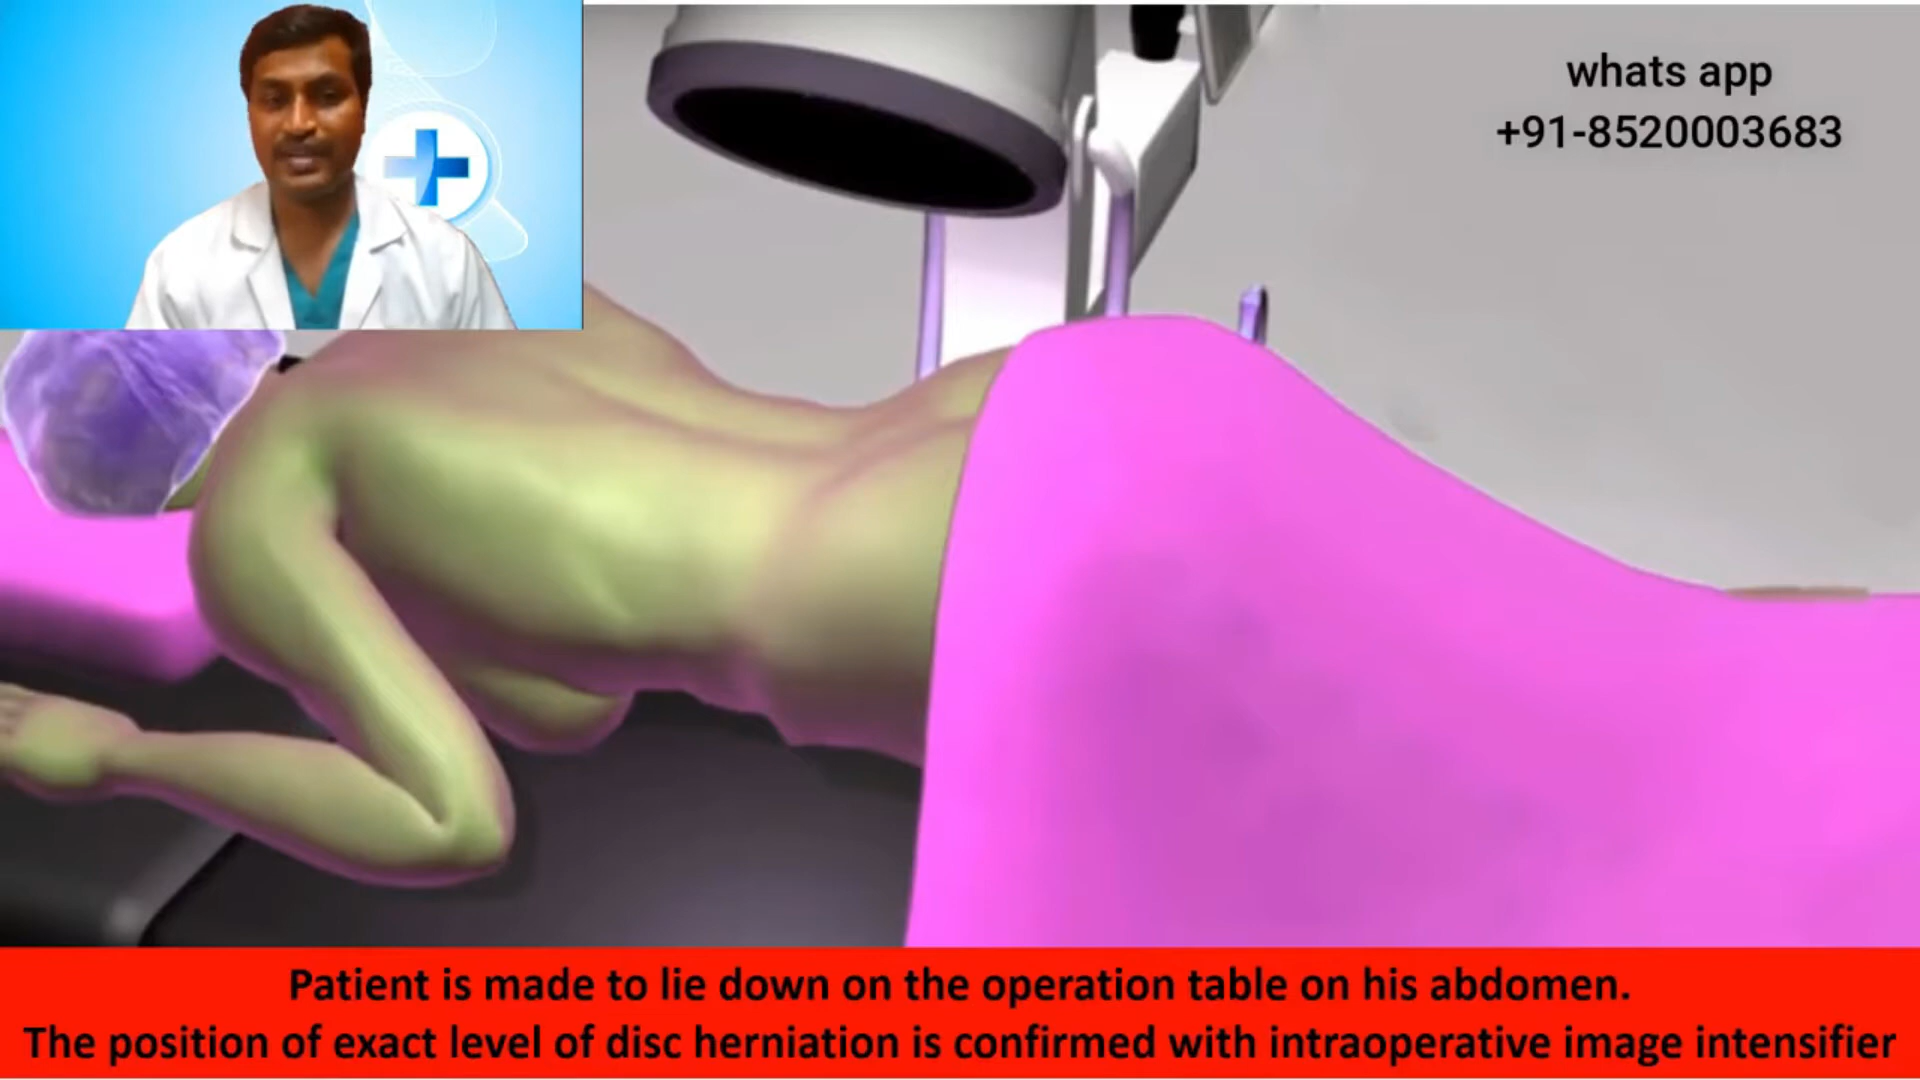 whats app
+91-8520003683
Patient is made to lie down on the operation table on his abdomen.
The position of exact level of disc herniation is confirmed with intraoperative image intensifier